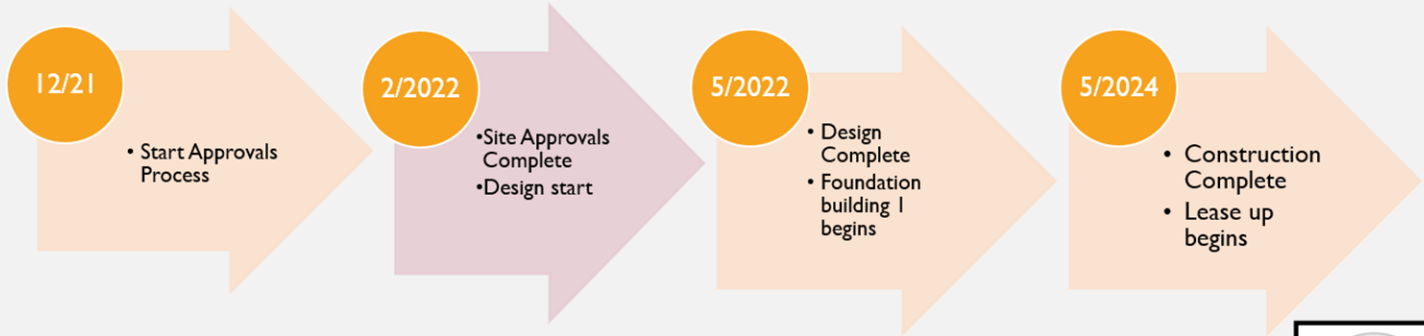 12/21
• Start Approvals
Process
2/2022
•Site Approvals
Complete
•Design start
5/2022
• Design
Complete
• Foundation
building 1
begins
5/2024
• Construction
Complete
• Lease up
begins